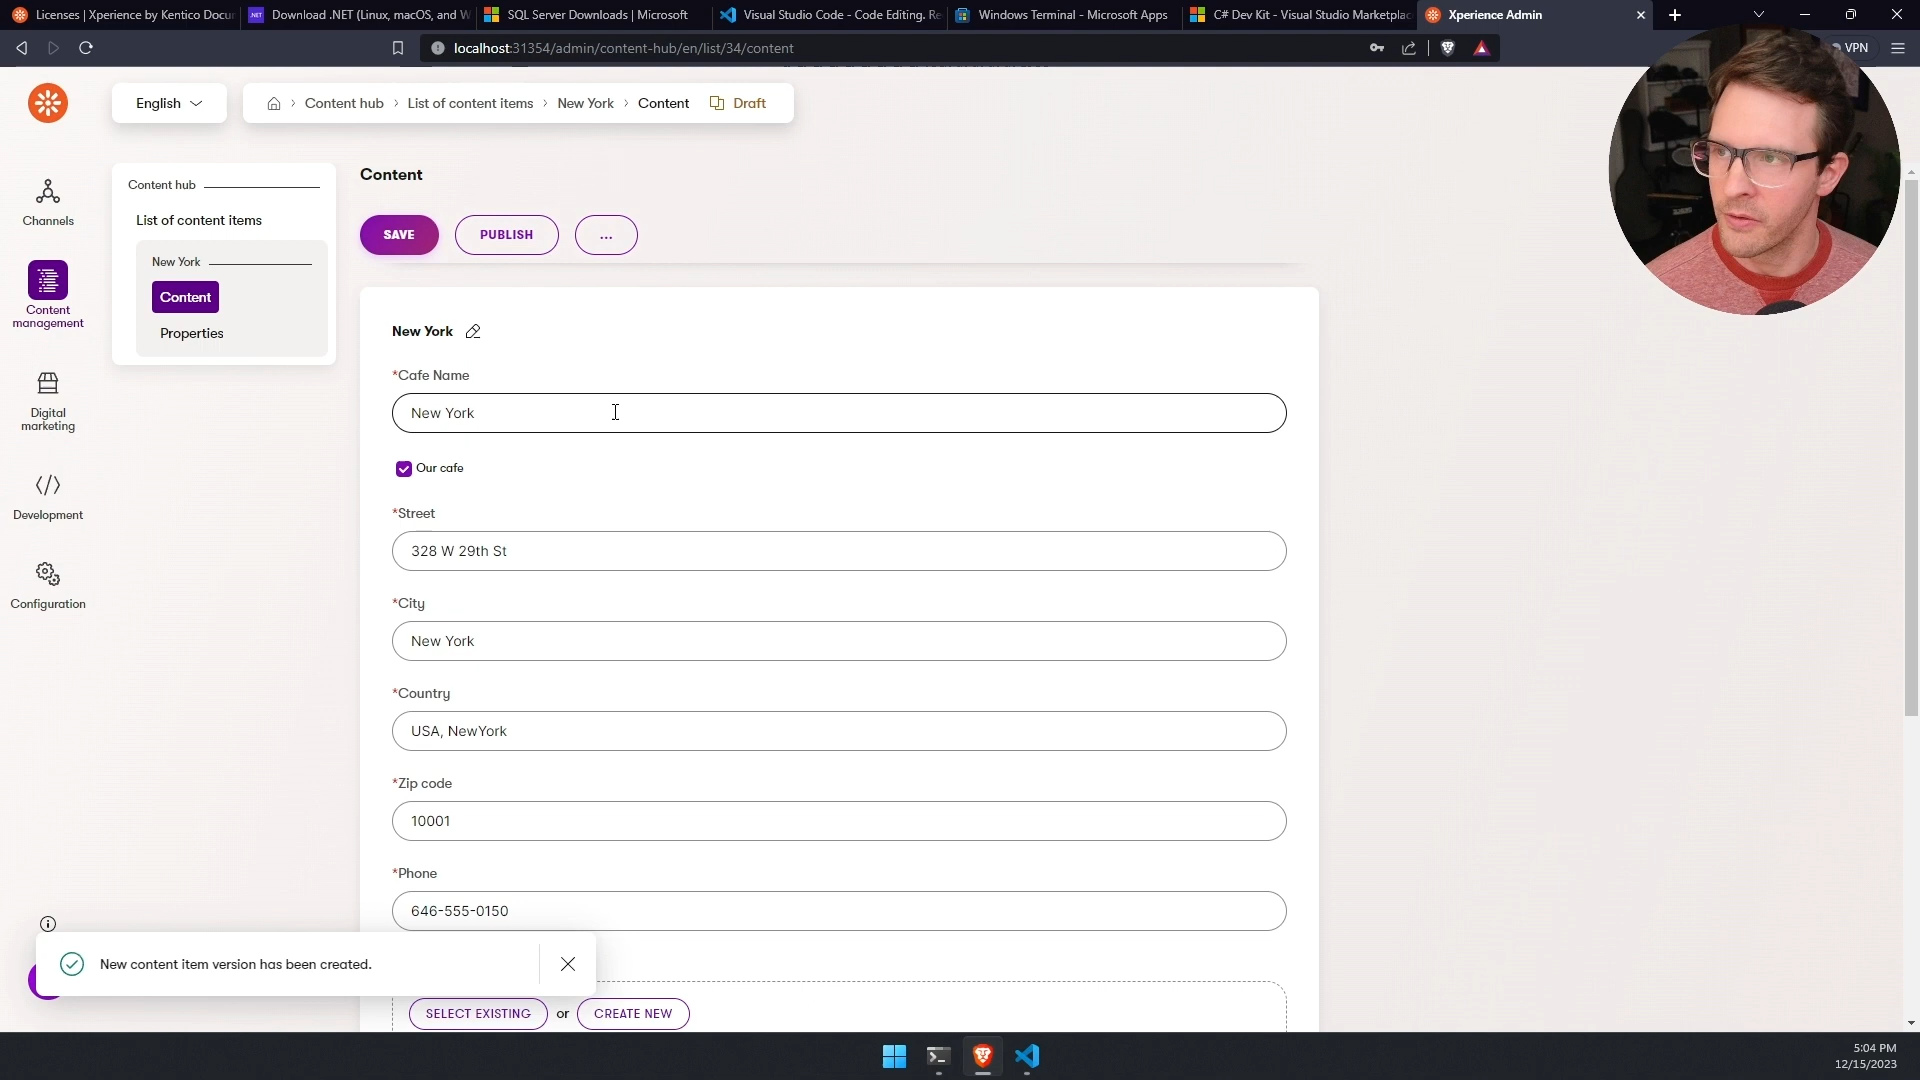 Licenses | Xperience by Kentico Docu
Download .NET (Linux, macOS, and W
SQL Server Downloads | Microsoft
Visual Studio Code - Code Editing. Re
Windows Terminal - Microsoft Apps
C# Dev Kit - Visual Studio Marketplac
Xperience Admin
localhost:31354/admin/content-hub/en/list/34/content
VPN
English
Content hub > List of content items > New York > Content
Draft
Channels
Content management
Digital marketing
Development
Configuration
Content hub
List of content items
New York
Content
Properties
Content
SAVE
PUBLISH
...
New York
*Cafe Name
New York
Our cafe
*Street
328 W 29th St
*City
New York
*Country
USA, NewYork
*Zip code
10001
*Phone
646-555-0150
New content item version has been created.
SELECT EXISTING or CREATE NEW
5:04 PM
12/15/2023